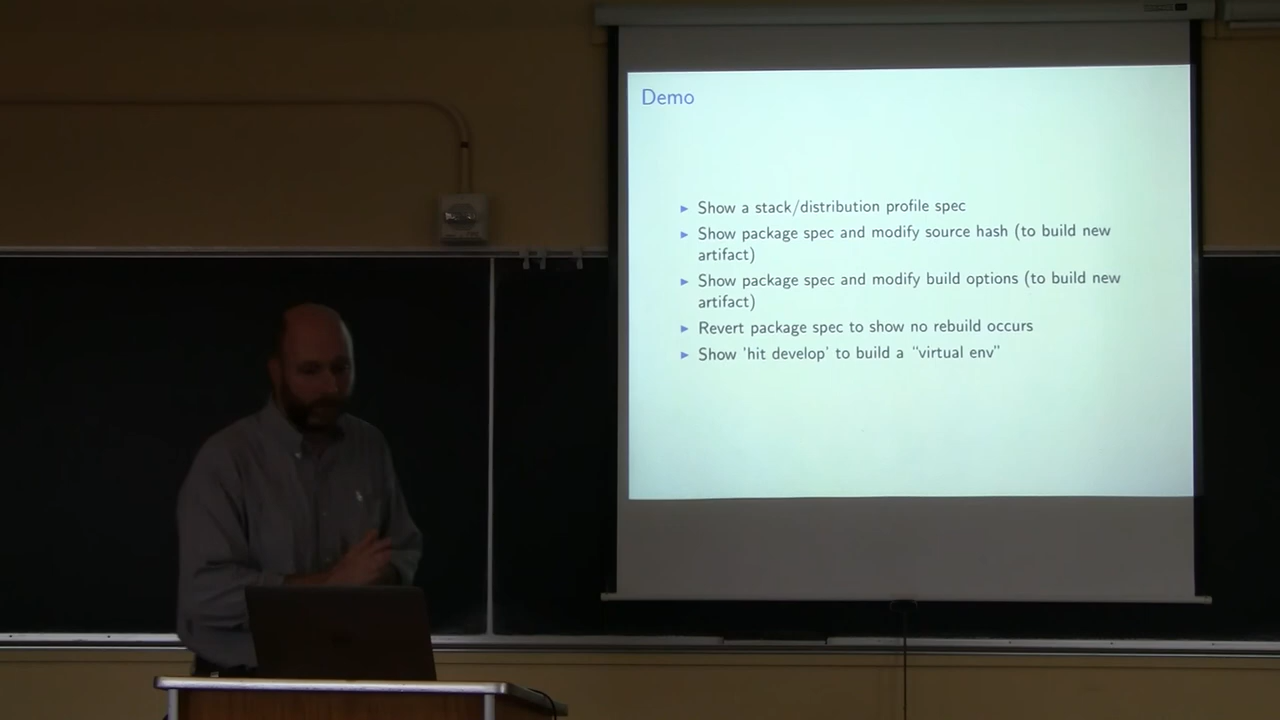 Demo
▶ Show a stack/distribution profile spec
▶ Show package spec and modify source hash (to build new
artifact)
▶ Show package spec and modify build options (to build new
artifact)
▶ Revert package spec to show no rebuild occurs
▶ Show 'hit develop' to build a “virtual env”